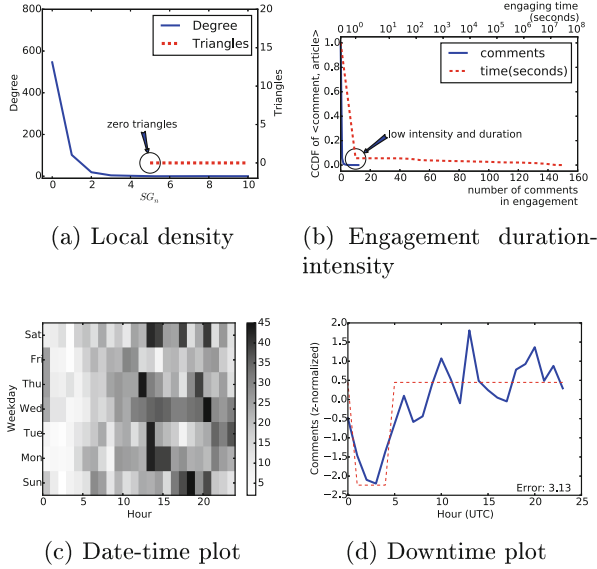 800
600
400
200
0
Degree
Degree
Triangles
20
15
10
5
0
Triangles
zero triangles
0 2 4 6 8 10
SG_n
(a) Local density
engaging time
(seconds)
0 10^0 10^1 10^2 10^3 10^4 10^5 10^6 10^7 10^8
1.0
0.8
0.6
0.4
0.2
0.0
CCDF of <comment, article>
comments
time(seconds)
low intensity and duration
0 20 40 60 80 100 120 140 160
number of comments
in engagement
(b) Engagement duration-
intensity
Sat
Fri
Thu
Wed
Tue
Mon
Sun
Weekday
0 5 10 15 20
Hour
45
40
35
30
25
20
15
10
5
(c) Date-time plot
2.0
1.5
1.0
0.5
0.0
−0.5
−1.0
−1.5
−2.0
−2.5
Comments (z-normalized)
Error: 3.13
0 5 10 15 20 25
Hour (UTC)
(d) Downtime plot